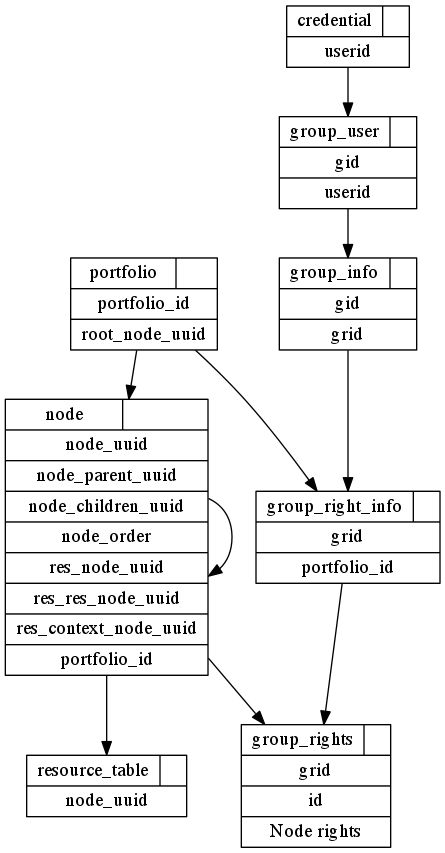 credential
userid
group_user
gid
userid
portfolio
portfolio_id
root_node_uuid
group_info
gid
grid
node
node_uuid
node_parent_uuid
node_children_uuid
node_order
res_node_uuid
res_res_node_uuid
res_context_node_uuid
portfolio_id
group_right_info
grid
portfolio_id
resource_table
node_uuid
group_rights
grid
id
Node rights